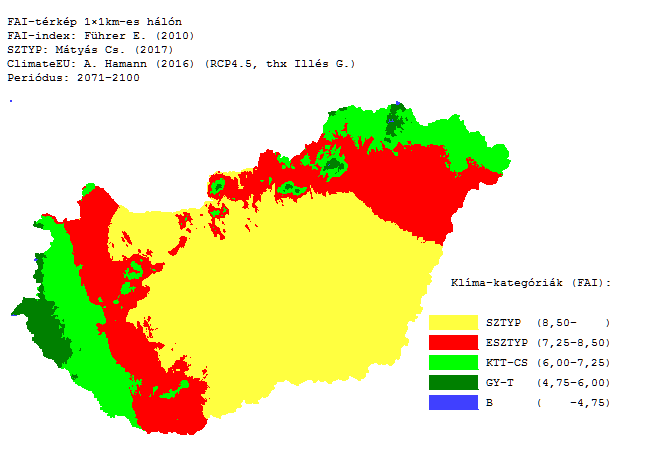 FAI-térkép 1×1km-es hálón
FAI-index: Führer E. (2010)
SZTYP: Mátyás Cs. (2017)
ClimateEU: A. Hamann (2016) (RCP4.5, thx Illés G.)
Periódus: 2071-2100
Klíma-kategóriák (FAI):
SZTYP (8,50- )
ESZTYP (7,25-8,50)
KTT-CS (6,00-7,25)
GY-T (4,75-6,00)
B ( -4,75)